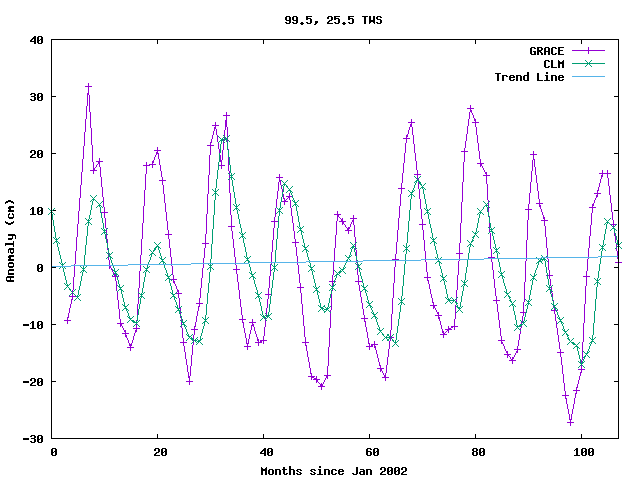 99.5, 25.5 TWS
GRACE
CLM
Trend Line
40
30
20
10
0
-10
-20
-30
Anomaly (cm)
0 20 40 60 80 100
Months since Jan 2002